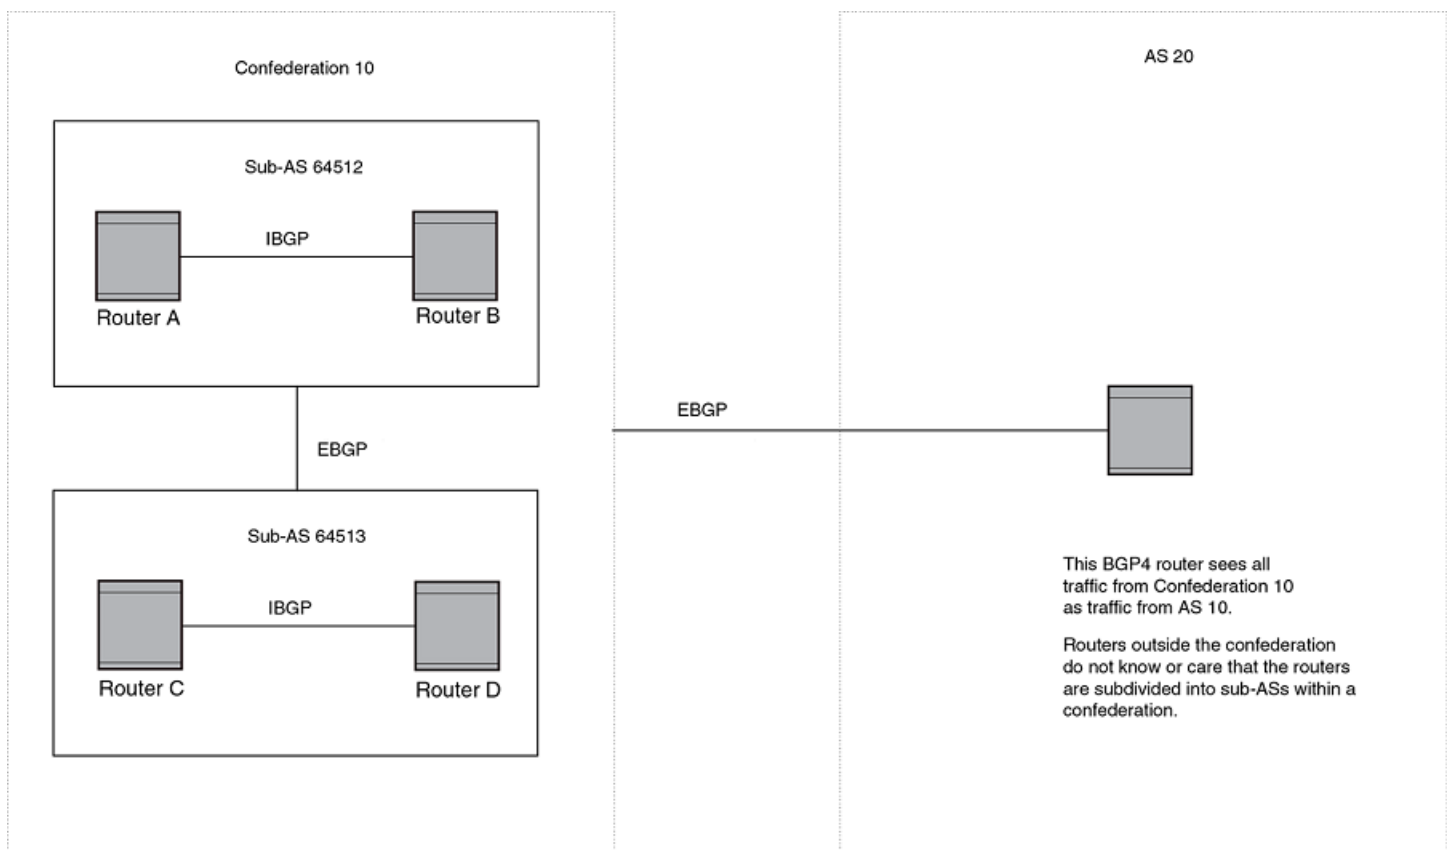 Confederation 10
AS 20
Sub-AS 64512
IBGP
Router A
Router B
EBGP
EBGP
Sub-AS 64513
IBGP
Router C
Router D
This BGP4 router sees all
traffic from Confederation 10
as traffic from AS 10.
Routers outside the confederation
do not know or care that the routers
are subdivided into sub-ASs within a
confederation.